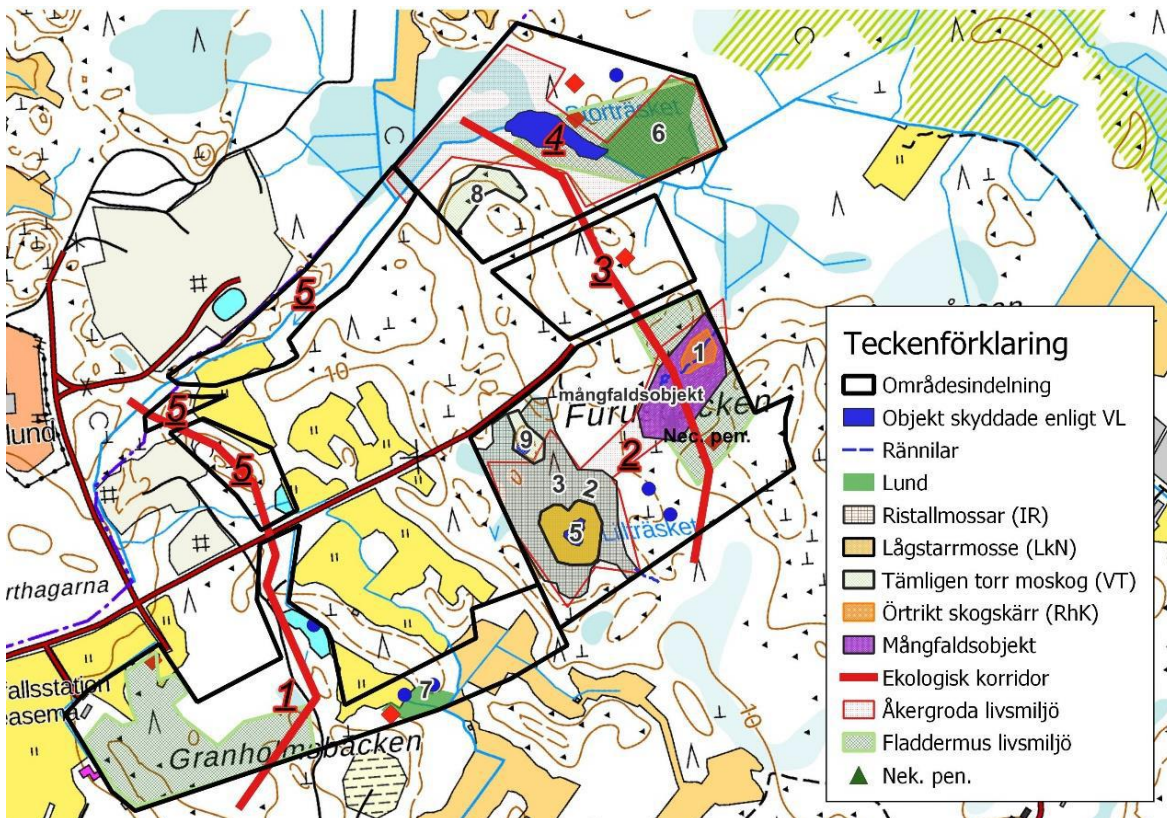 Storträsket
6
4
8
3
5
10
1
mångfaldsobjekt
Nec. pen.
lund
5
9
2
3
2
5
5
Lillträsket
rthagarna
10
allsstation
easema
1
7
Granholmsbacken
Teckenförklaring
Områdesindelning
Objekt skyddade enligt VL
Rännilar
Lund
Ristallmossar (IR)
Lågstarrmosse (LkN)
Tämligen torr moskog (VT)
Örtrikt skogskärr (RhK)
Mångfaldsobjekt
Ekologisk korridor
Åkergroda livsmiljö
Fladdermus livsmiljö
Nek. pen.